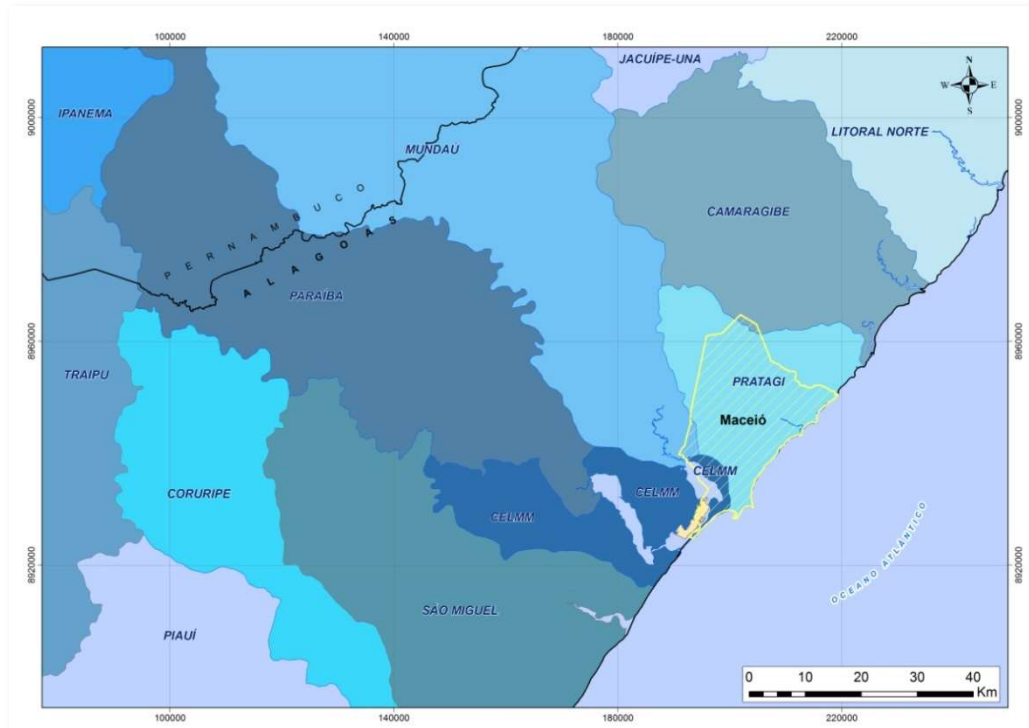 100000 140000 180000 220000
JACUÍPE-UNA
N
W E
S
IPANEMA
9000000 9000000
LITORAL NORTE
MUNDAÚ
CAMARAGIBE
PERNAMBUCO
ALAGOAS
PARAÍBA
8960000 8960000
TRAIPU
PRATAGI
Maceió
CELMM
CELMM
CORURIPE
CELMM
8920000 8920000
OCEANO ATLÂNTICO
SÃO MIGUEL
PIAUÍ
0 10 20 30 40
Km
100000 140000 180000 220000